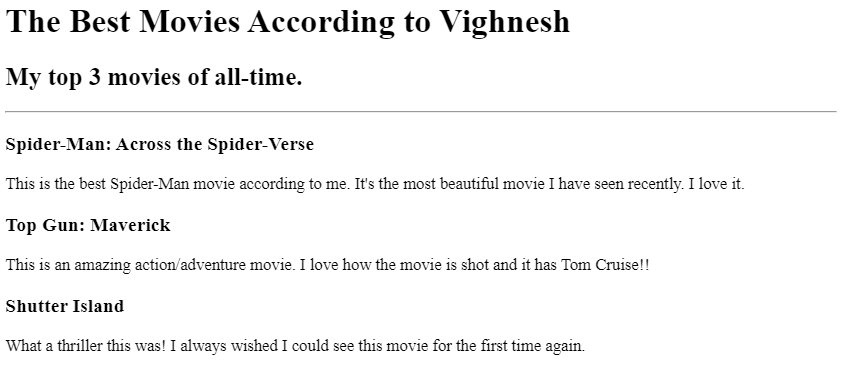 The Best Movies According to Vighnesh
My top 3 movies of all-time.
Spider-Man: Across the Spider-Verse
This is the best Spider-Man movie according to me. It's the most beautiful movie I have seen recently. I love it.
Top Gun: Maverick
This is an amazing action/adventure movie. I love how the movie is shot and it has Tom Cruise!!
Shutter Island
What a thriller this was! I always wished I could see this movie for the first time again.